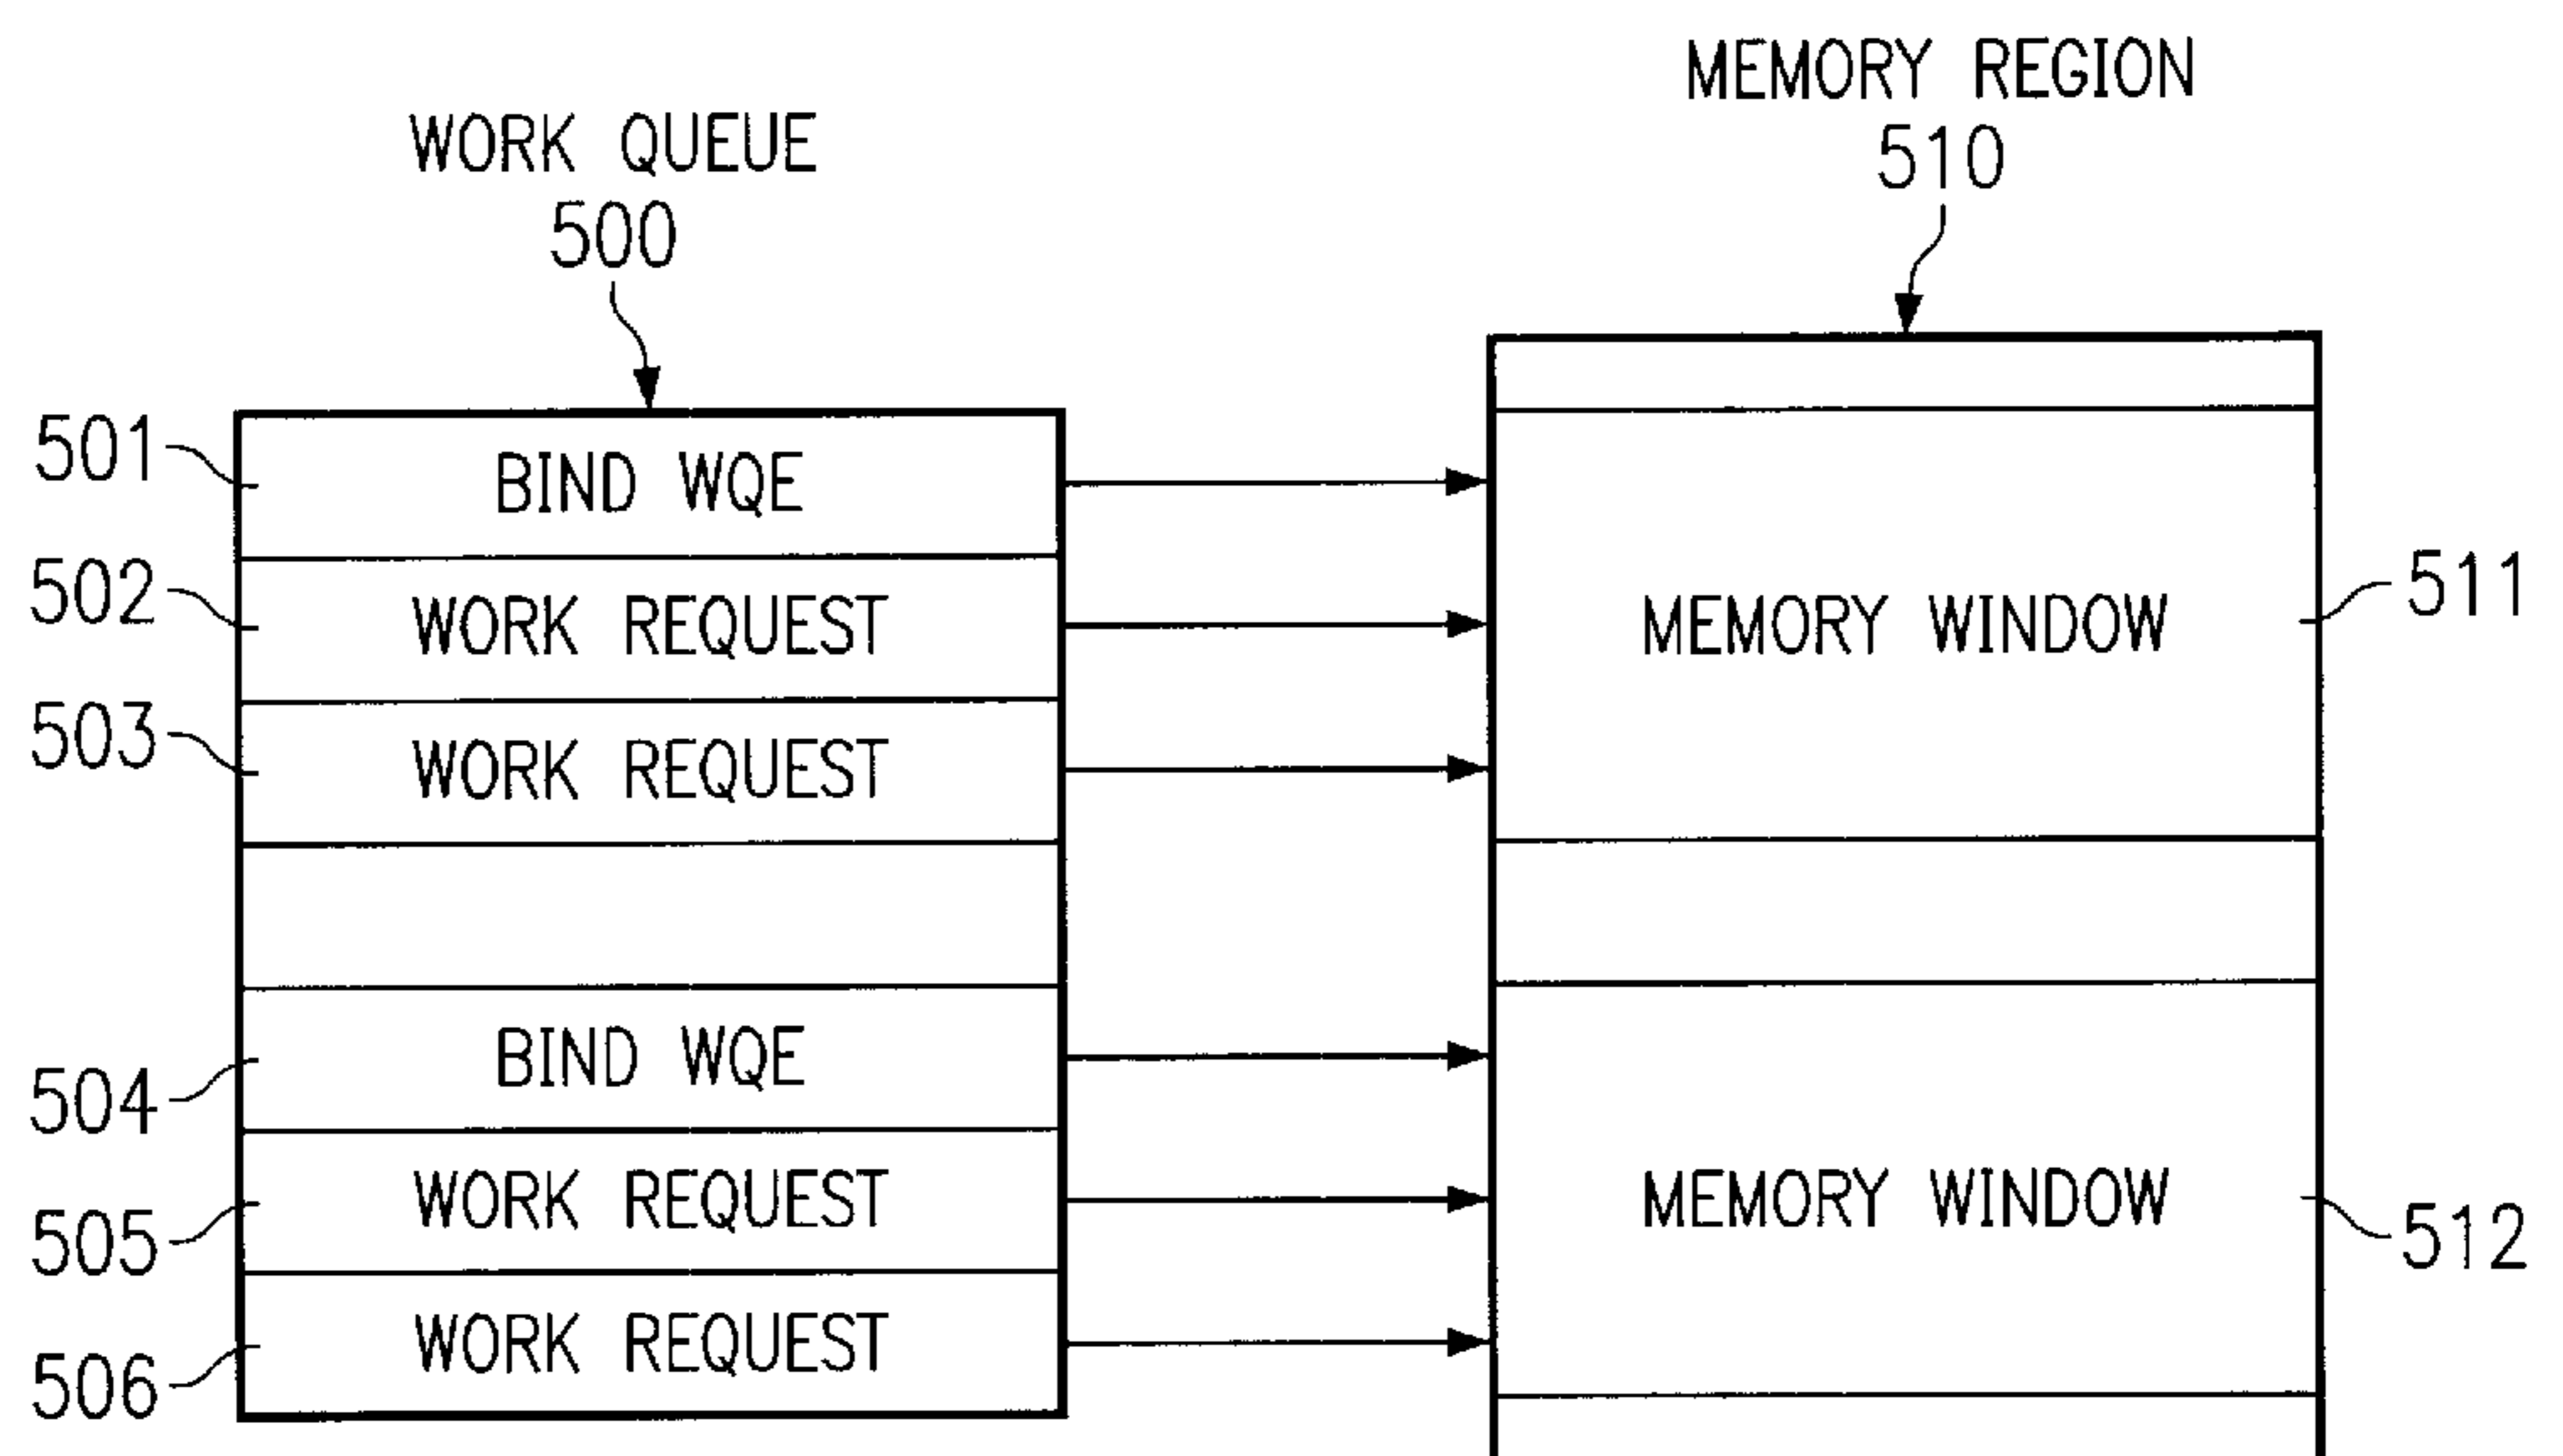 MEMORY REGION
510
WORK QUEUE
500
501
BIND WQE
502
WORK REQUEST
503
WORK REQUEST
504
BIND WQE
505
WORK REQUEST
506
WORK REQUEST
MEMORY WINDOW
511
MEMORY WINDOW
512